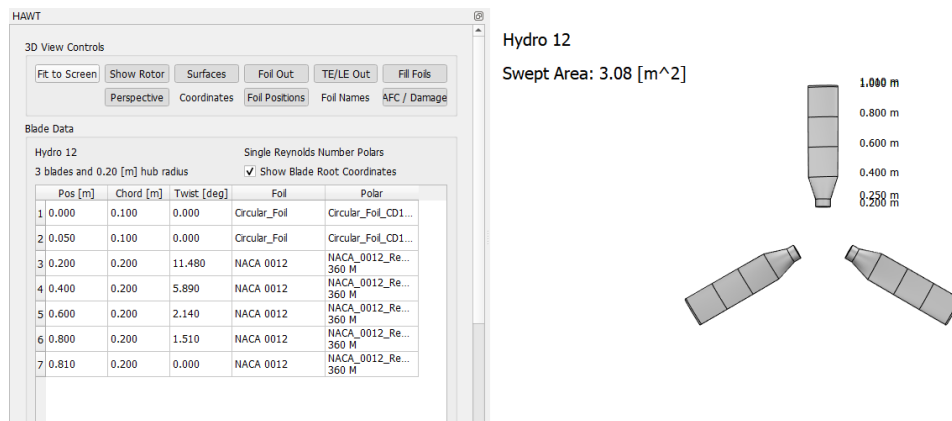 HAWT
3D View Controls
Fit to Screen Show Rotor Surfaces Foil Out TE/LE Out Fill Foils
Perspective Coordinates Foil Positions Foil Names AFC / Damage
Blade Data
Hydro 12 Single Reynolds Number Polars
3 blades and 0.20 [m] hub radius Show Blade Root Coordinates
Pos [m] Chord [m] Twist [deg] Foil Polar
1 0.000 0.100 0.000 Circular_Foil Circular_Foil_CD1...
2 0.050 0.100 0.000 Circular_Foil Circular_Foil_CD1...
3 0.200 0.200 11.480 NACA 0012 NACA_0012_Re...
360 M
4 0.400 0.200 5.890 NACA 0012 NACA_0012_Re...
360 M
5 0.600 0.200 2.140 NACA 0012 NACA_0012_Re...
360 M
6 0.800 0.200 1.510 NACA 0012 NACA_0012_Re...
360 M
7 0.810 0.200 0.000 NACA 0012 NACA_0012_Re...
360 M
Hydro 12
Swept Area: 3.08 [m^2]
0.800 m
0.600 m
0.400 m
0.250 m
0.200 m